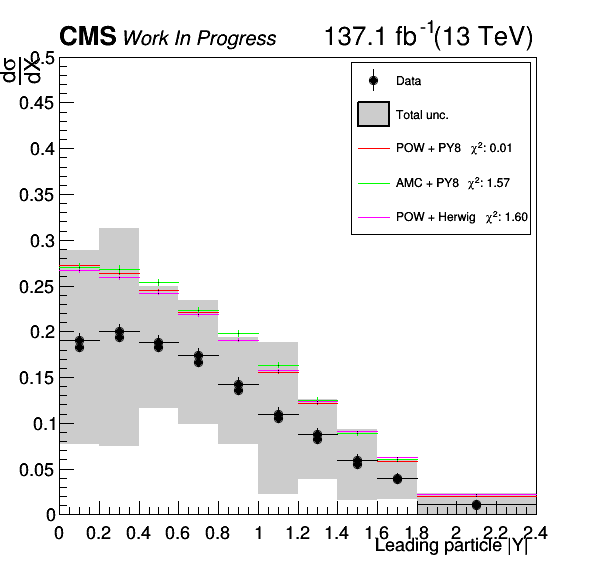 CMS Work In Progress 137.1 fb⁻¹(13 TeV)
dσ
dX
0.5
0.45
0.4
0.35
0.3
0.25
0.2
0.15
0.1
0.05
0
Data
Total unc.
POW + PY8 χ²: 0.01
AMC + PY8 χ²: 1.57
POW + Herwig χ²: 1.60
0 0.2 0.4 0.6 0.8 1 1.2 1.4 1.6 1.8 2 2.2 2.4
Leading particle |Y|